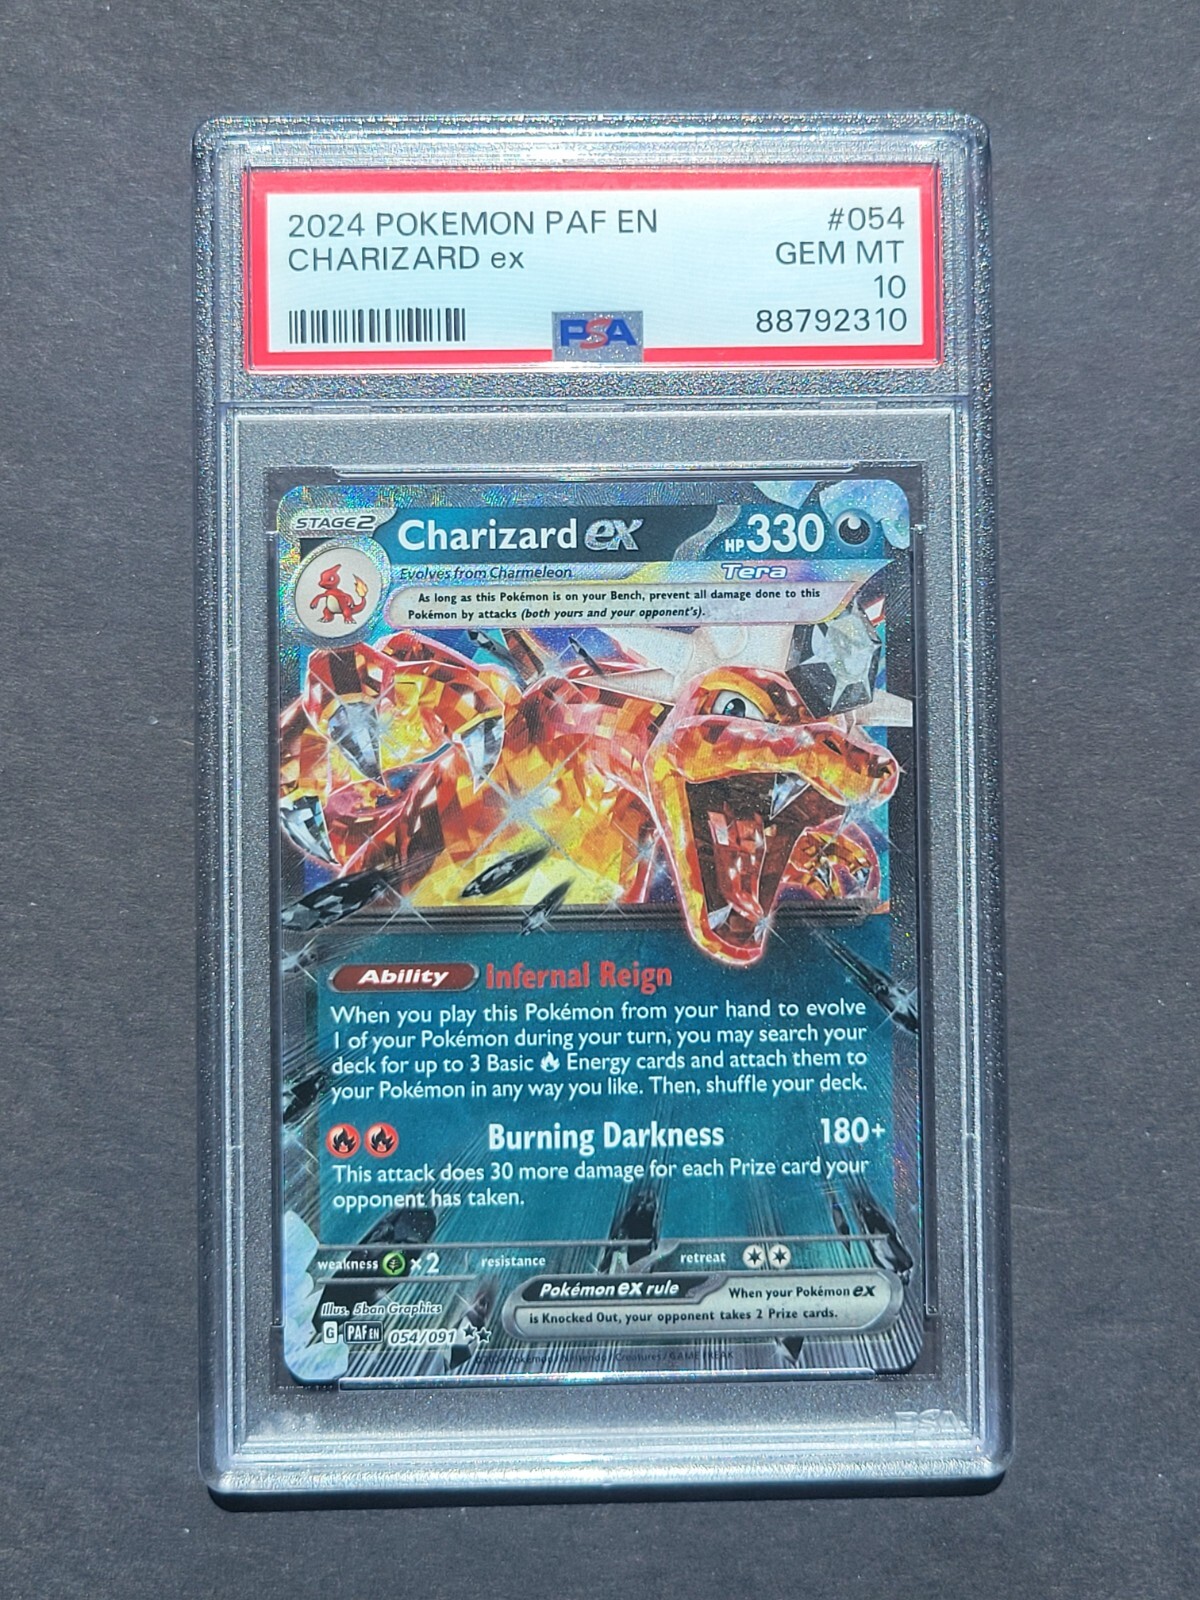 2024 POKEMON PAF EN #054
CHARIZARD ex GEM MT
10
PSA 88792310
STAGE2 Charizard ex HP 330
Evolves from Charmeleon Tera
As long as this Pokémon is on your Bench, prevent all damage done to this
Pokémon by attacks (both yours and your opponent's).
Ability Infernal Reign
When you play this Pokémon from your hand to evolve
1 of your Pokémon during your turn, you may search your
deck for up to 3 Basic Energy cards and attach them to
your Pokémon in any way you like. Then, shuffle your deck.
Burning Darkness 180+
This attack does 30 more damage for each Prize card your
opponent has taken.
weakness ×2 resistance retreat
Pokémon ex rule When your Pokémon ex
is Knocked Out, your opponent takes 2 Prize cards.
Illus. 5ban Graphics
G PAF EN 054/091
©2024 Pokémon / Nintendo / Creatures / GAME FREAK
PSA